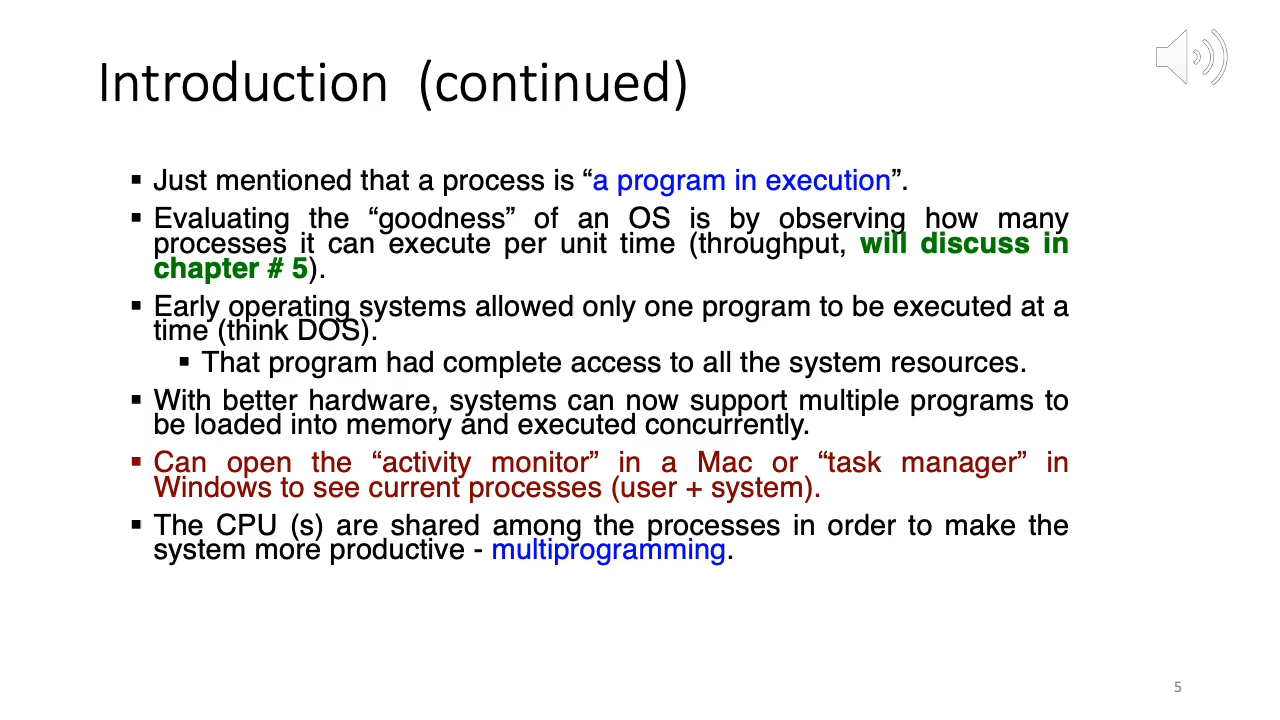 Introduction (continued)
▪ Just mentioned that a process is “a program in execution”.
▪ Evaluating the “goodness” of an OS is by observing how many
processes it can execute per unit time (throughput, will discuss in
chapter # 5).
▪ Early operating systems allowed only one program to be executed at a
time (think DOS).
▪ That program had complete access to all the system resources.
▪ With better hardware, systems can now support multiple programs to
be loaded into memory and executed concurrently.
▪ Can open the “activity monitor” in a Mac or “task manager” in
Windows to see current processes (user + system).
▪ The CPU (s) are shared among the processes in order to make the
system more productive - multiprogramming.
5